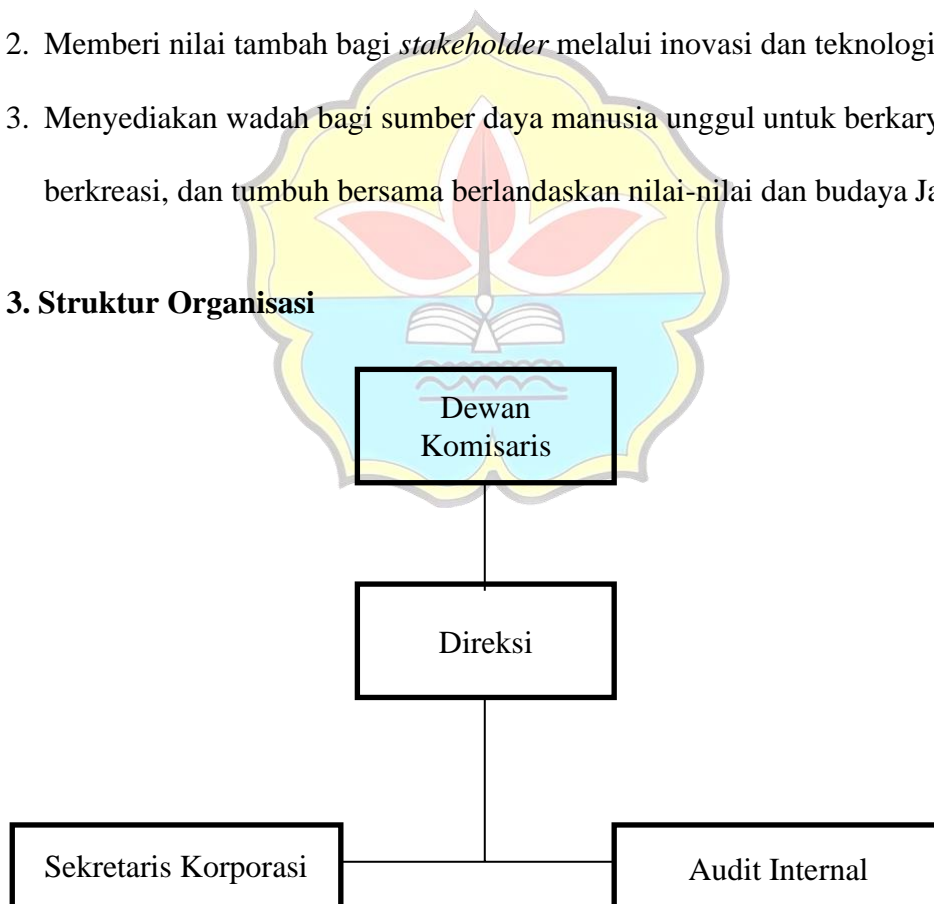 2. Memberi nilai tambah bagi stakeholder melalui inovasi dan teknologi
3. Menyediakan wadah bagi sumber daya manusia unggul untuk berkary
berkreasi, dan tumbuh bersama berlandaskan nilai-nilai dan budaya Ja
3. Struktur Organisasi
Dewan
Komisaris
Direksi
Sekretaris Korporasi
Audit Internal